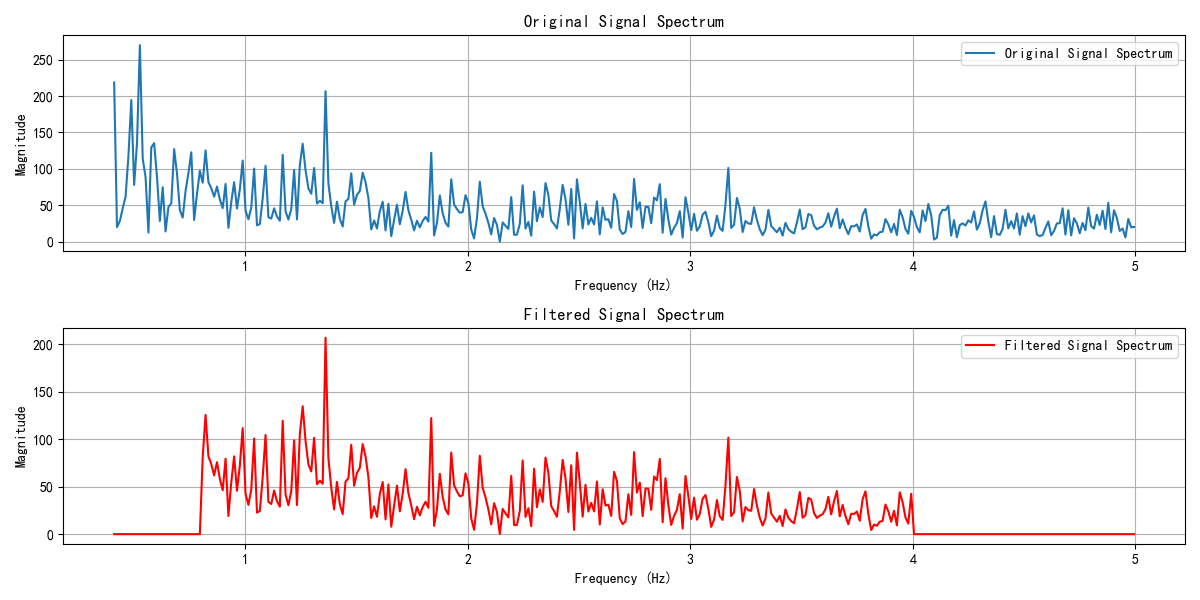 Original Signal Spectrum
Original Signal Spectrum
Magnitude
250
200
150
100
50
0
1
2
3
4
5
Frequency (Hz)
Filtered Signal Spectrum
Filtered Signal Spectrum
Magnitude
200
150
100
50
0
1
2
3
4
5
Frequency (Hz)